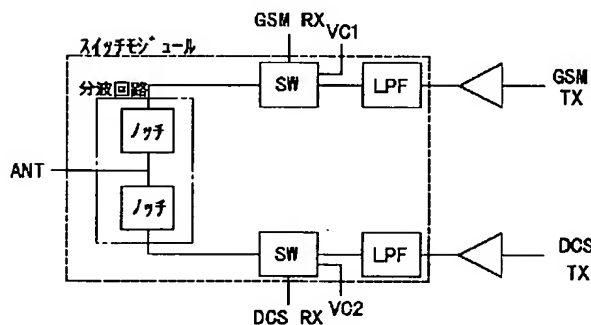 GSM RX
VC1
スイッチモジュール
分波回路
SW
LPF
GSM
TX
ノッチ
ANT
ノッチ
SW
LPF
DCS
TX
VC2
DCS RX